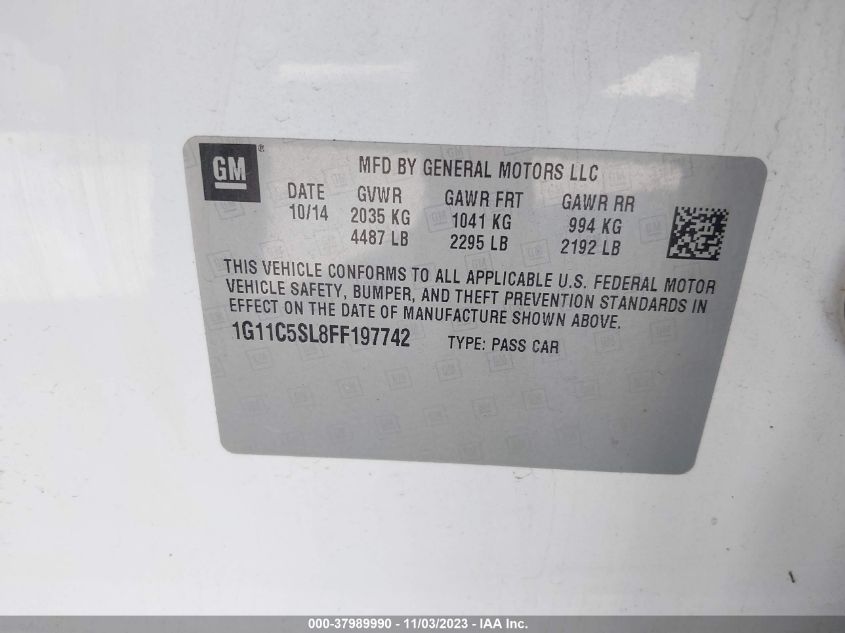 GM®
MFD BY GENERAL MOTORS LLC
DATE GVWR GAWR FRT GAWR RR
10/14 2035 KG 1041 KG 994 KG
4487 LB 2295 LB 2192 LB
THIS VEHICLE CONFORMS TO ALL APPLICABLE U.S. FEDERAL MOTOR
VEHICLE SAFETY, BUMPER, AND THEFT PREVENTION STANDARDS IN
EFFECT ON THE DATE OF MANUFACTURE SHOWN ABOVE.
1G11C5SL8FF197742 TYPE: PASS CAR
000-37989990 - 11/03/2023 - IAA Inc.